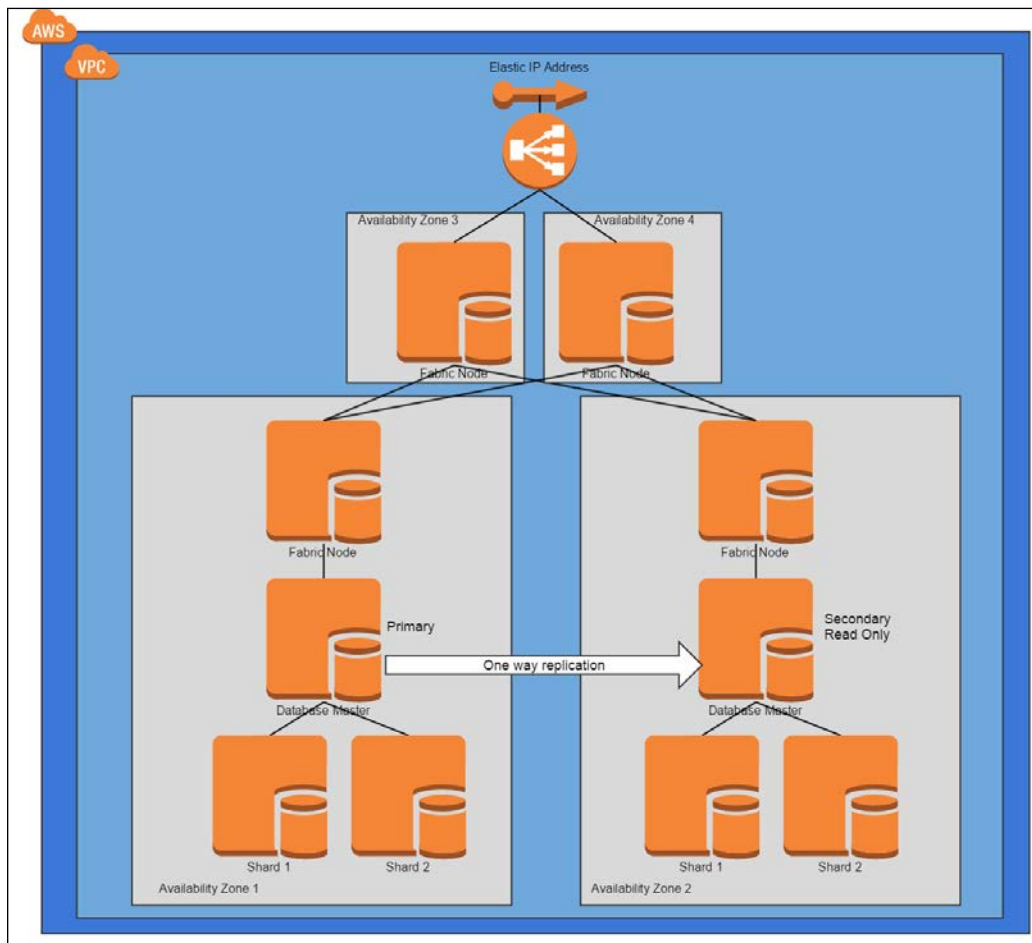 AWS
VPC
Elastic IP Address
Availability Zone 3
Availability Zone 4
Fabric Node
Fabric Node
Fabric Node
Fabric Node
Primary
Secondary
Read Only
One way replication
Database Master
Database Master
Shard 1
Shard 2
Shard 1
Shard 2
Availability Zone 1
Availability Zone 2